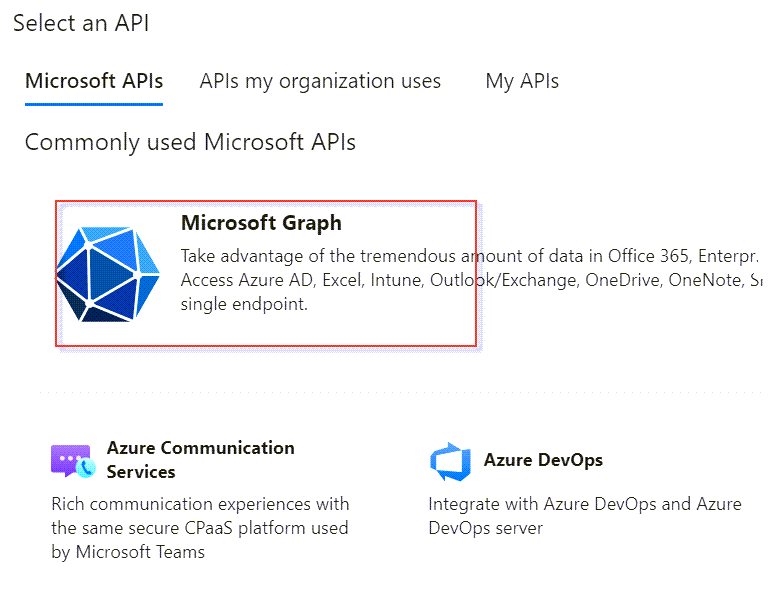 Select an API
Microsoft APIs APIs my organization uses My APIs
Commonly used Microsoft APIs
Microsoft Graph
Take advantage of the tremendous amount of data in Office 365, Enterpr.
Access Azure AD, Excel, Intune, Outlook/Exchange, OneDrive, OneNote,
single endpoint.
Azure Communication
Services
Rich communication experiences with
the same secure CPaaS platform used
by Microsoft Teams
Azure DevOps
Integrate with Azure DevOps and Azure
DevOps server